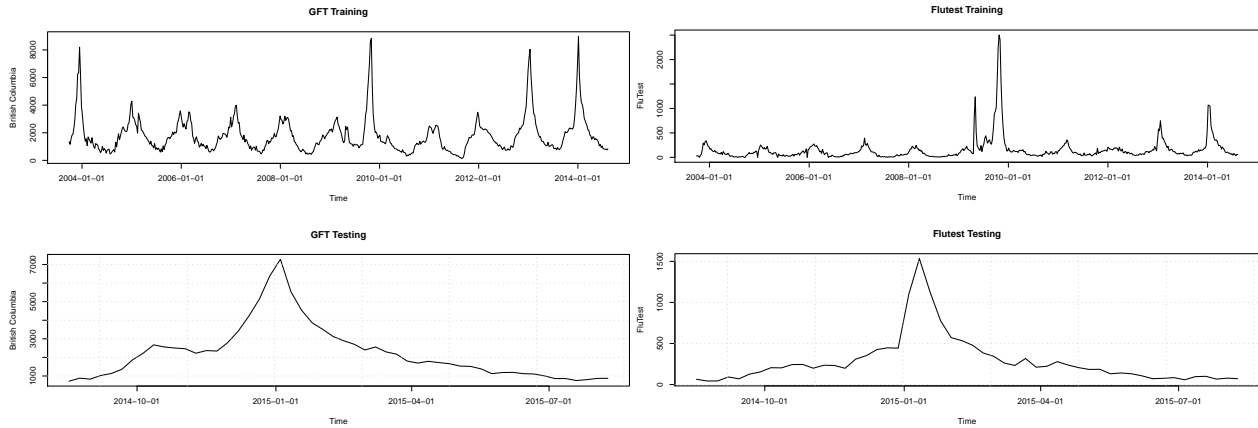 GFT Training
British Columbia
0 2000 4000 6000 8000
2004−01−01 2006−01−01 2008−01−01 2010−01−01 2012−01−01 2014−01−01
Time
Flutest Training
FluTest
0 500 1000 2000
2004−01−01 2006−01−01 2008−01−01 2010−01−01 2012−01−01 2014−01−01
Time
GFT Testing
British Columbia
1000 3000 5000 7000
2014−10−01 2015−01−01 2015−04−01 2015−07−01
Time
Flutest Testing
FluTest
0 500 1000 1500
2014−10−01 2015−01−01 2015−04−01 2015−07−01
Time